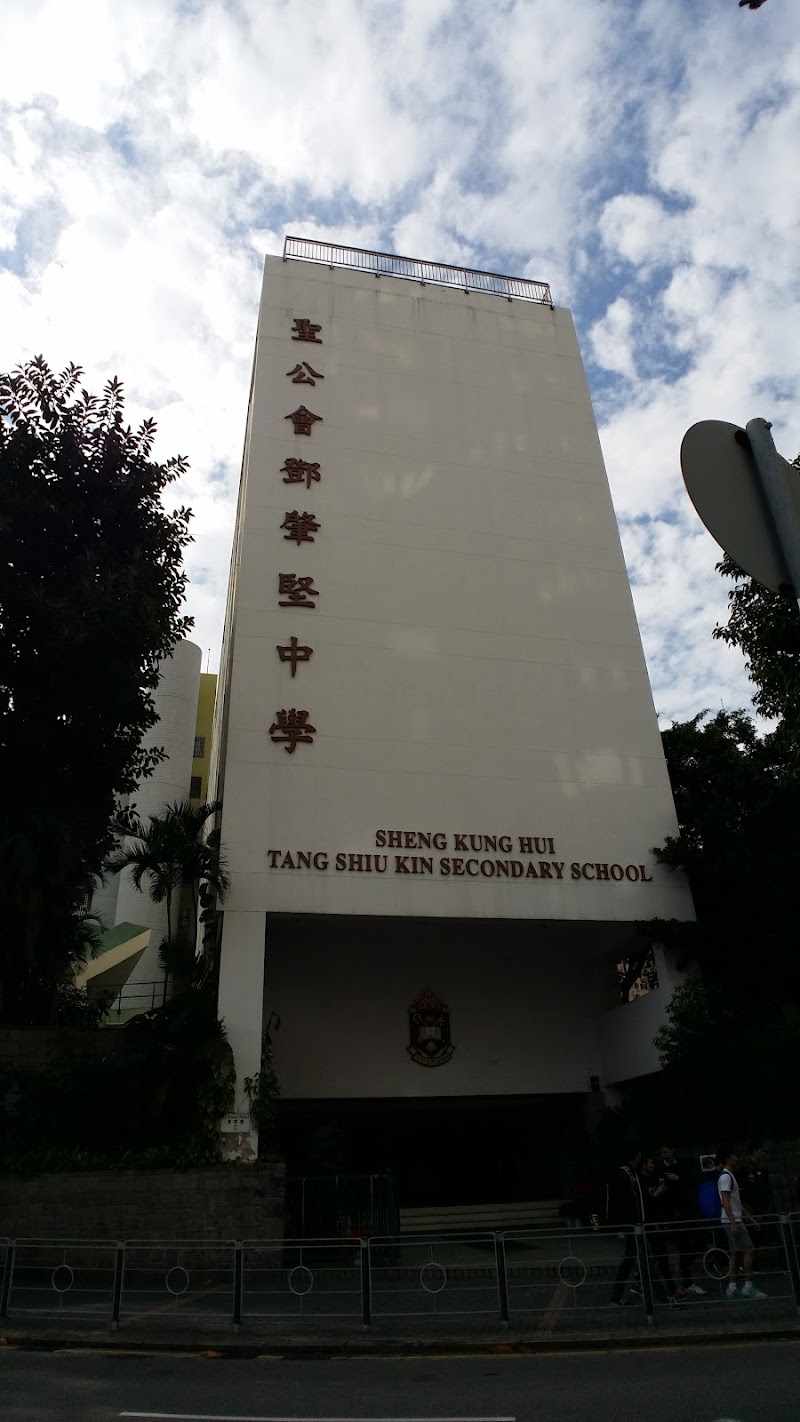 聖公會鄧肇堅中學
SHENG KUNG HUI
TANG SHIU KIN SECONDARY SCHOOL